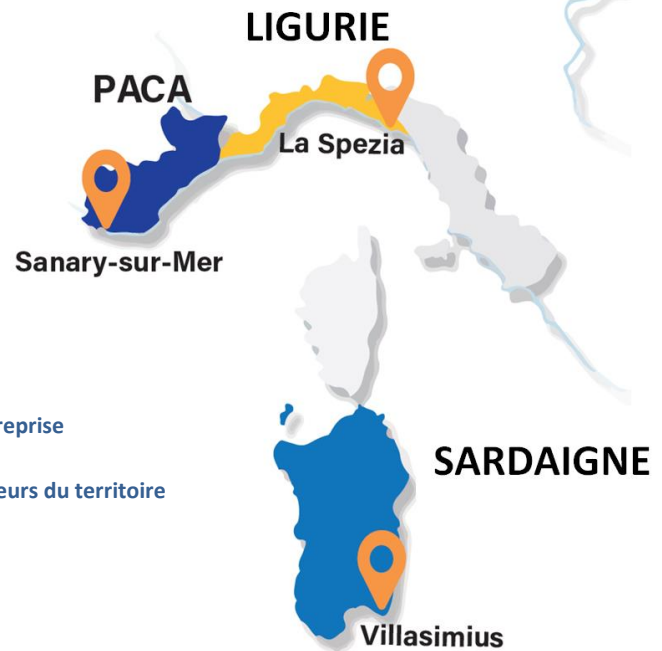 LIGURIE
PACA
La Spezia
Sanary-sur-Mer
reprise
SARDAIGNE
eurs du territoire
Villasimius